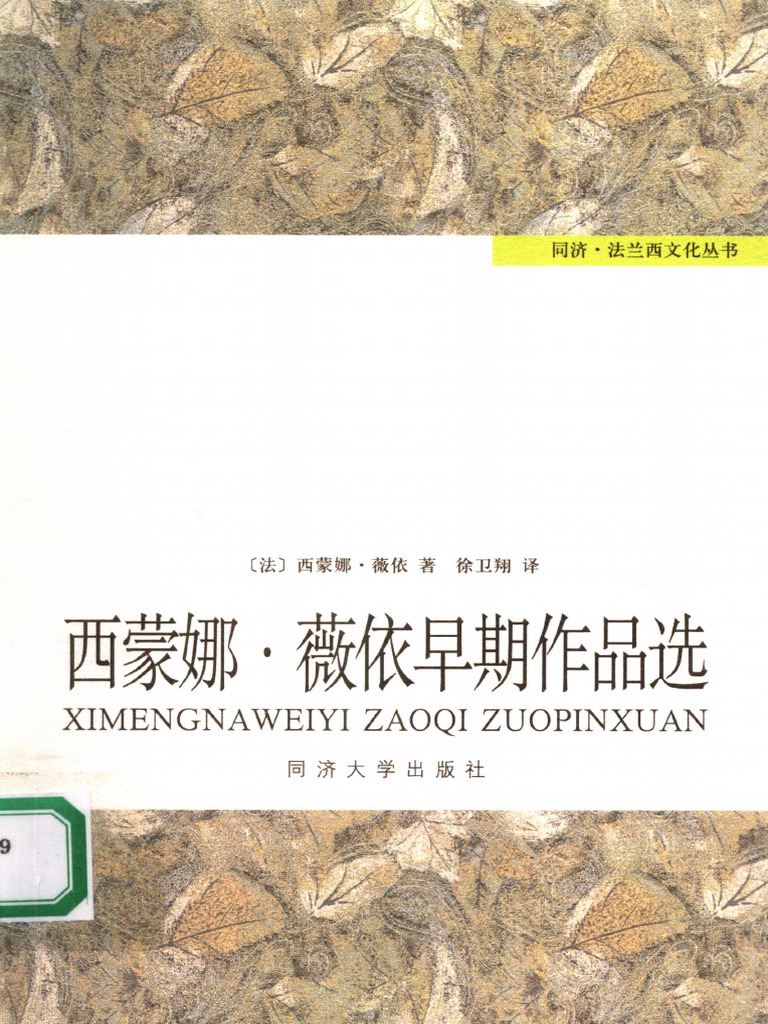 同济·法兰西文化丛书
〔法〕西蒙娜·薇依 著 徐卫翔 译
西蒙娜·薇依早期作品选
XIMENGNAWEIYI ZAOQI ZUOPINXUAN
同济大学出版社
9